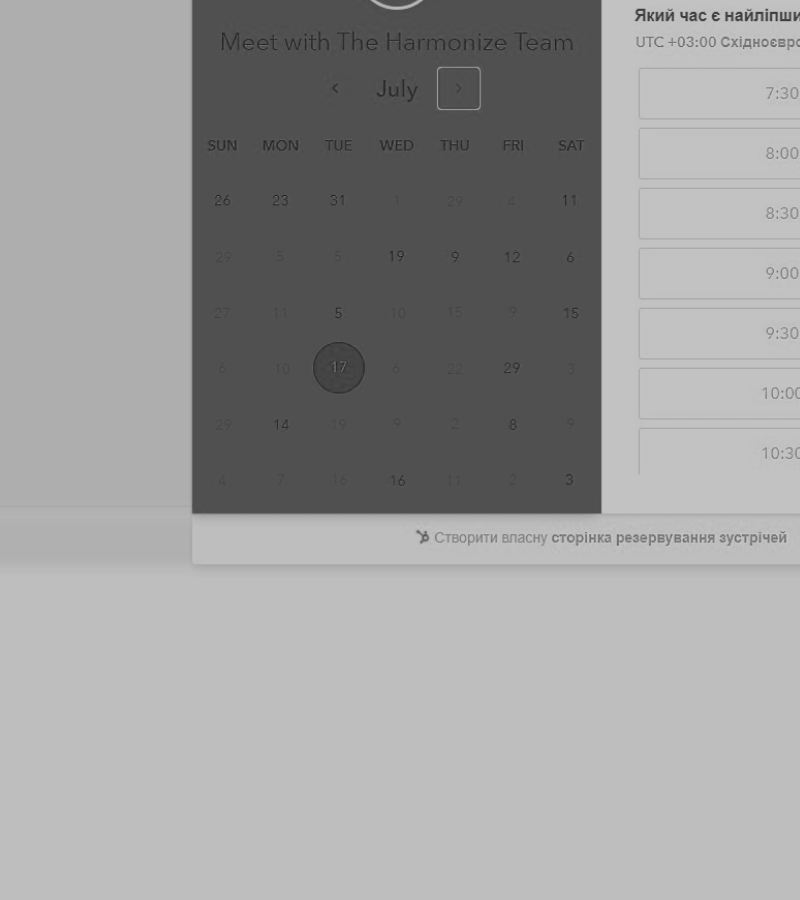 Meet with The Harmonize Team
July
SUN MON TUE WED THU FRI SAT
26 23 31 1 29 4 11
29 5 5 19 9 12 6
27 11 5 10 15 9 15
6 10 17 6 22 29 3
29 14 19 9 2 8 9
4 7 16 16 11 2 3
Який час є
UTC +03:00
7:30
8:00
8:30
9:00
9:30
10:00
10:30
Створити власну сторінка резервування зустрічей